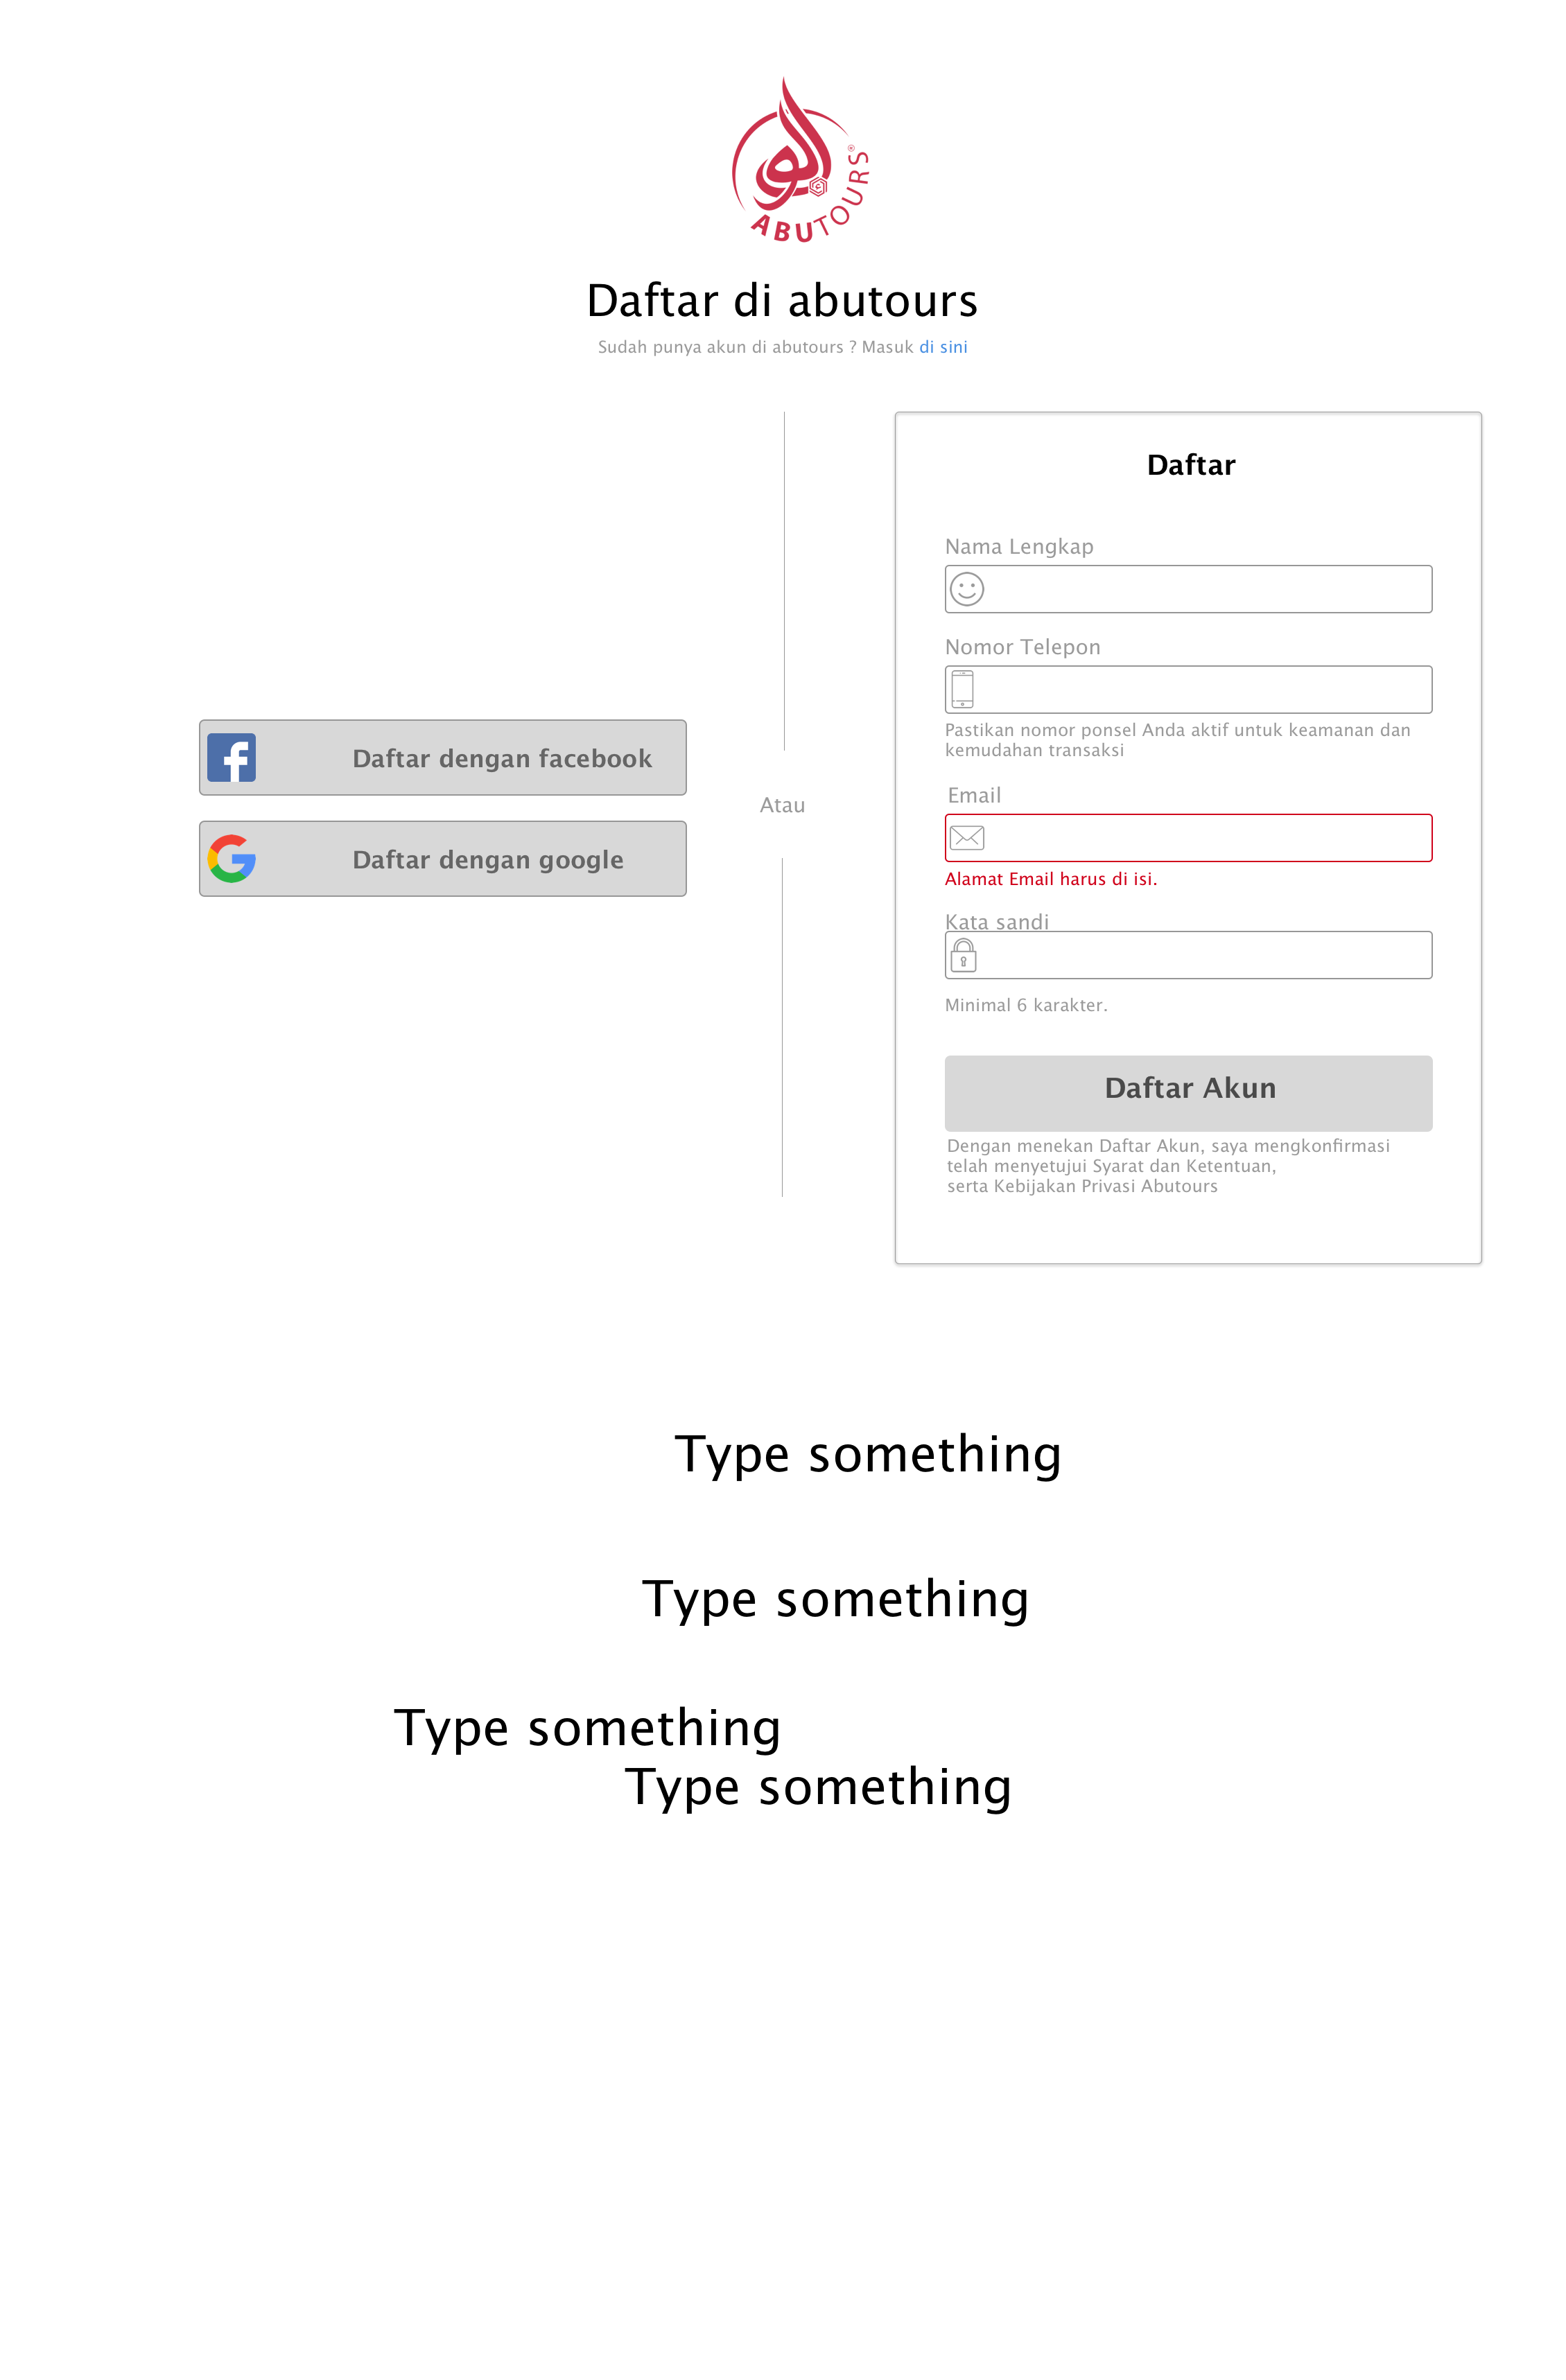 ABUTOURS®
Daftar di abutours
Sudah punya akun di abutours ? Masuk di sini
Daftar dengan facebook
Daftar dengan google
Atau
Daftar
Nama Lengkap
Nomor Telepon
Pastikan nomor ponsel Anda aktif untuk keamanan dan
kemudahan transaksi
Email
Alamat Email harus di isi.
Kata sandi
Minimal 6 karakter.
Daftar Akun
Dengan menekan Daftar Akun, saya mengkonfirmasi
telah menyetujui Syarat dan Ketentuan,
serta Kebijakan Privasi Abutours
Type something
Type something
Type something
Type something